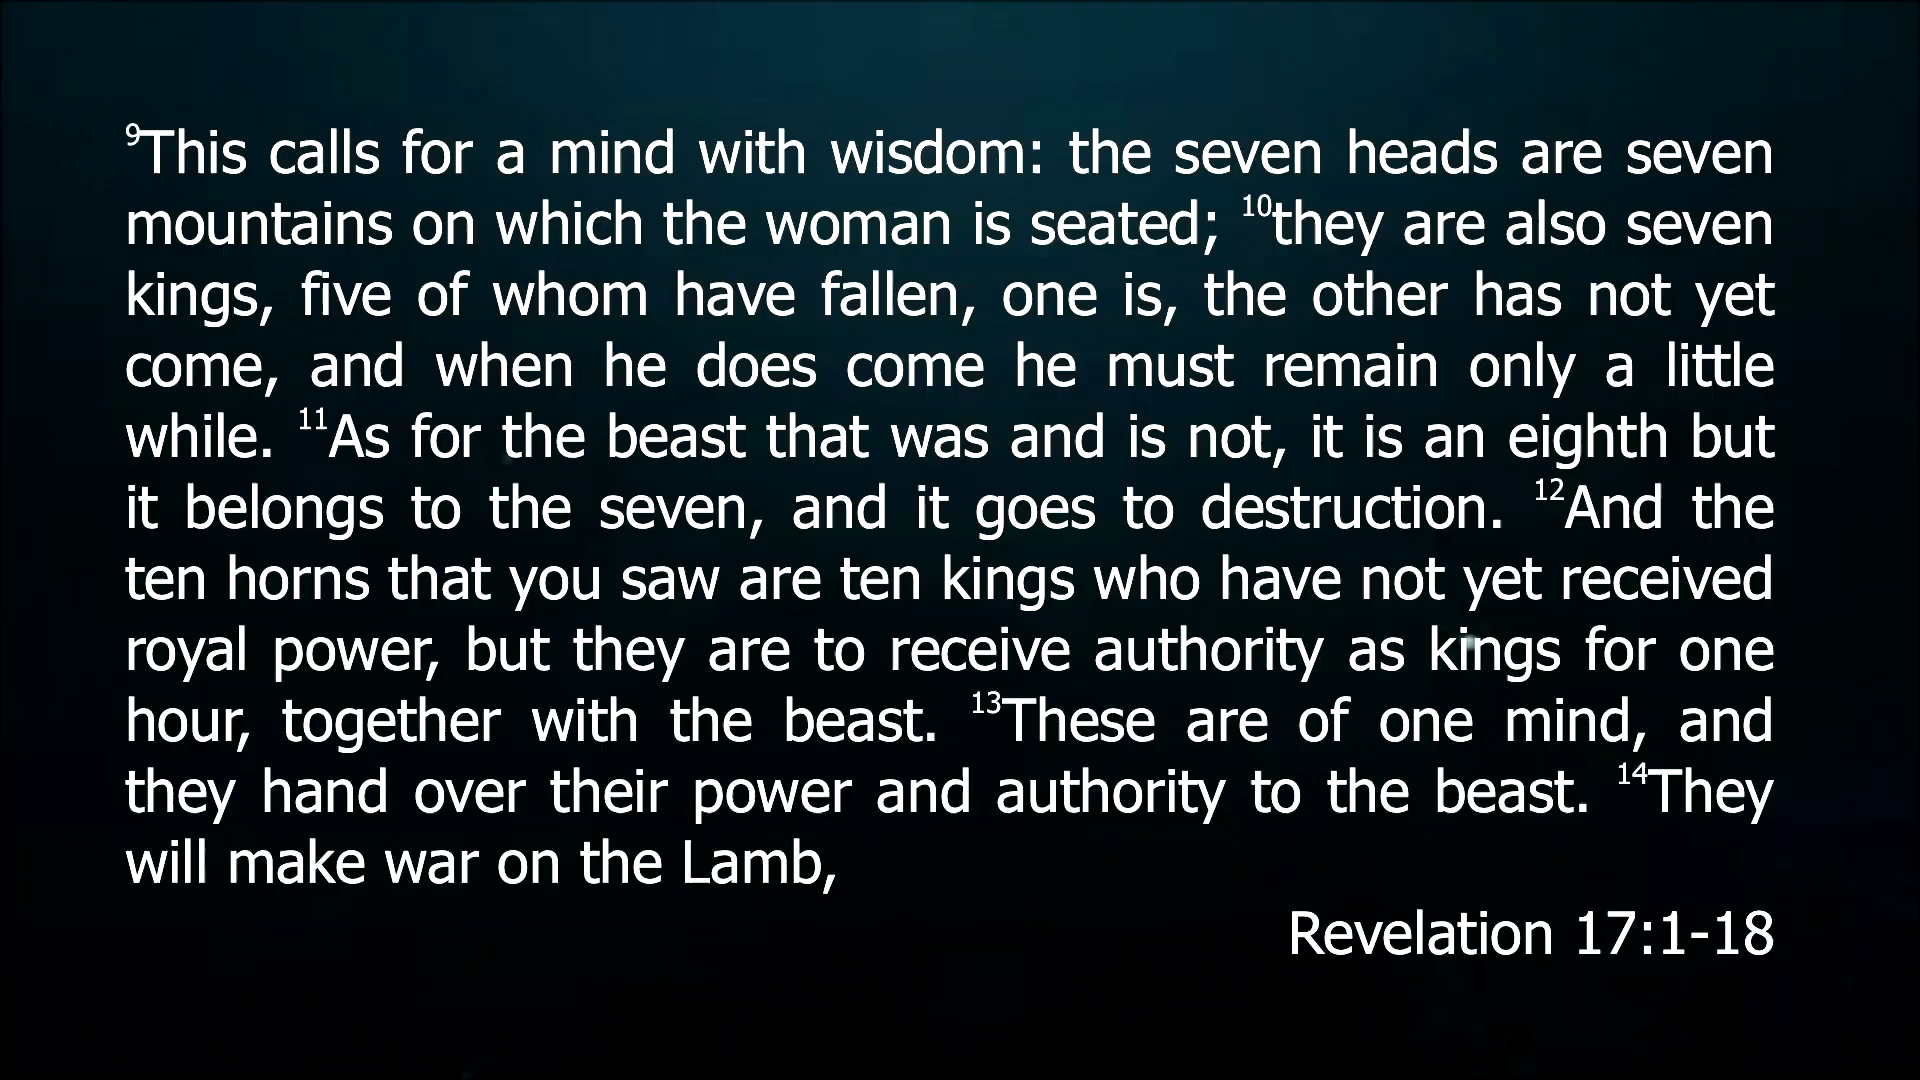 ⁹This calls for a mind with wisdom: the seven heads are seven
mountains on which the woman is seated; ¹⁰they are also seven
kings, five of whom have fallen, one is, the other has not yet
come, and when he does come he must remain only a little
while. ¹¹As for the beast that was and is not, it is an eighth but
it belongs to the seven, and it goes to destruction. ¹²And the
ten horns that you saw are ten kings who have not yet received
royal power, but they are to receive authority as kings for one
hour, together with the beast. ¹³These are of one mind, and
they hand over their power and authority to the beast. ¹⁴They
will make war on the Lamb,
Revelation 17:1-18